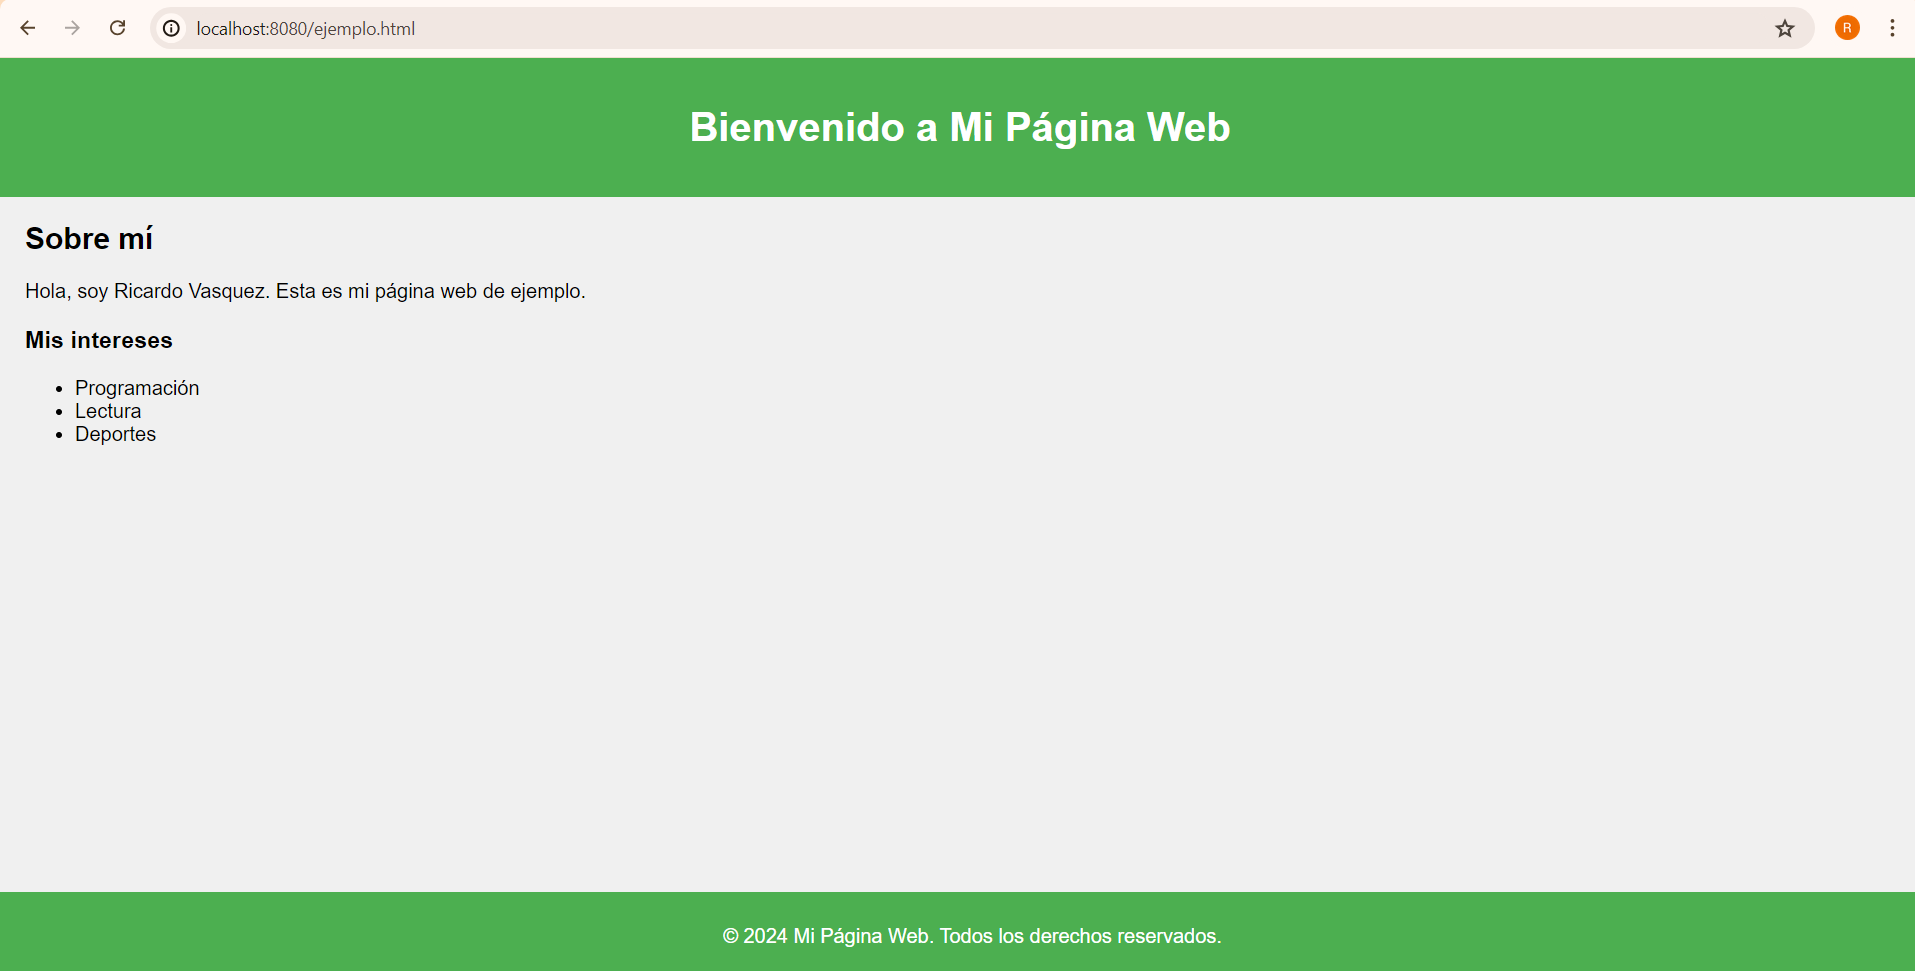 localhost:8080/ejemplo.html
R
Bienvenido a Mi Página Web
Sobre mí
Hola, soy Ricardo Vasquez. Esta es mi página web de ejemplo.
Mis intereses
Programación
Lectura
Deportes
© 2024 Mi Página Web. Todos los derechos reservados.